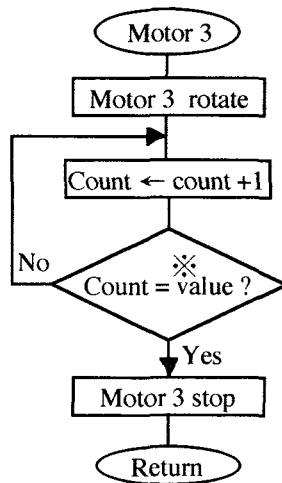 Motor 3
Motor 3 rotate
Count ← count +1
※
Count = value ?
No
Yes
Motor 3 stop
Return